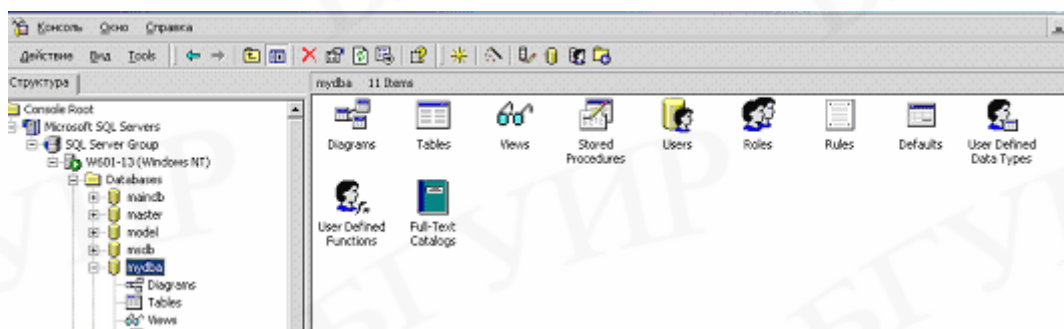 Консоль Окно Справка
Действие Вид Tools
Структура
mydba 11 Items
Console Root
Microsoft SQL Servers
SQL Server Group
W601-13 (Windows NT)
Databases
maindb
master
model
msdb
mydba
Diagrams
Tables
Views
Diagrams
Tables
Views
Stored
Procedures
Users
Roles
Rules
Defaults
User Defined
Data Types
User Defined
Functions
Full-Text
Catalogs
БГУИР